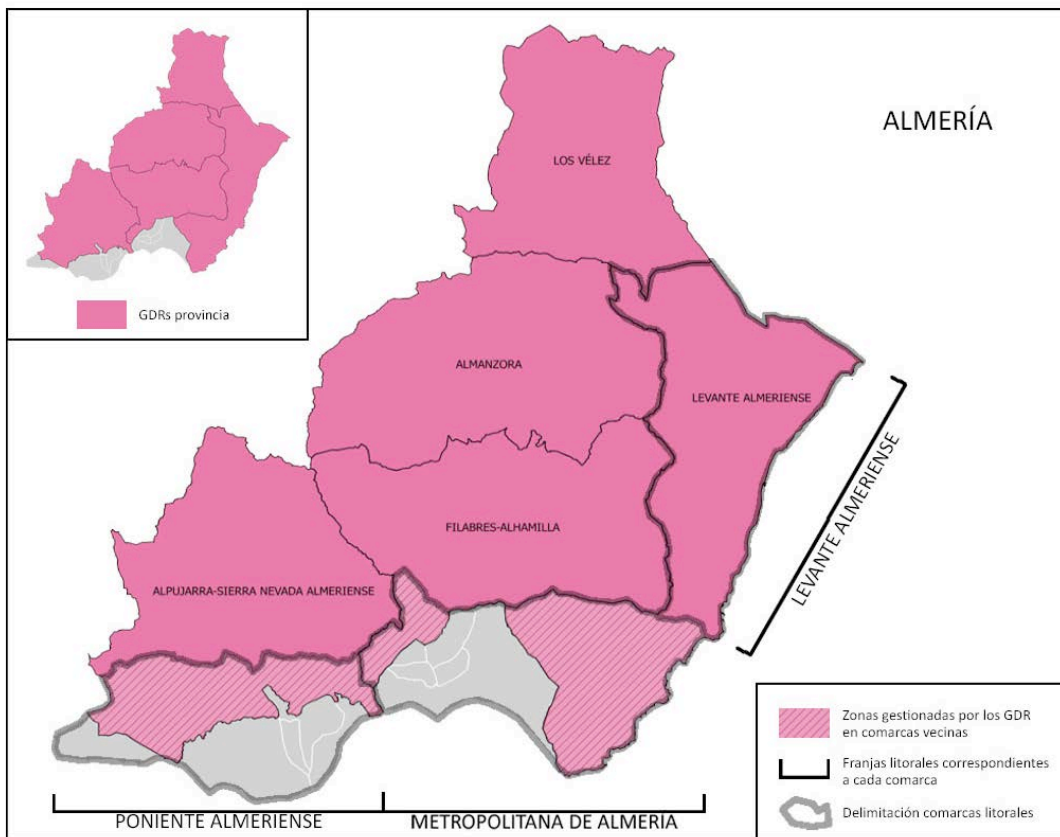 ALMERÍA
GDRs provincia
LOS VÉLEZ
ALMANZORA
LEVANTE ALMERIENSE
LEVANTE ALMERIENSE
FILABRES-ALHAMILLA
ALPUJARRA-SIERRA NEVADA ALMERIENSE
Zonas gestionadas por los GDR
en comarcas vecinas
Franjas litorales correspondientes
a cada comarca
Delimitación comarcas litorales
PONIENTE ALMERIENSE
METROPOLITANA DE ALMERIA